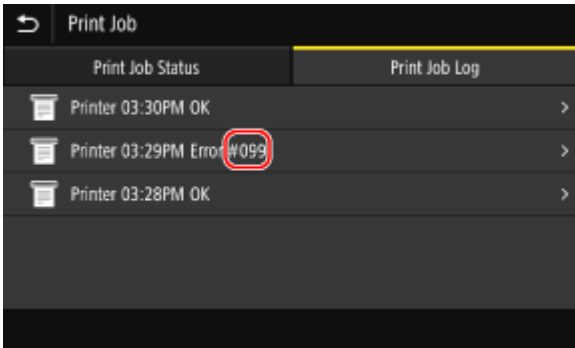 Print Job
Print Job Status
Print Job Log
Printer 03:30PM OK
Printer 03:29PM Error #099
Printer 03:28PM OK